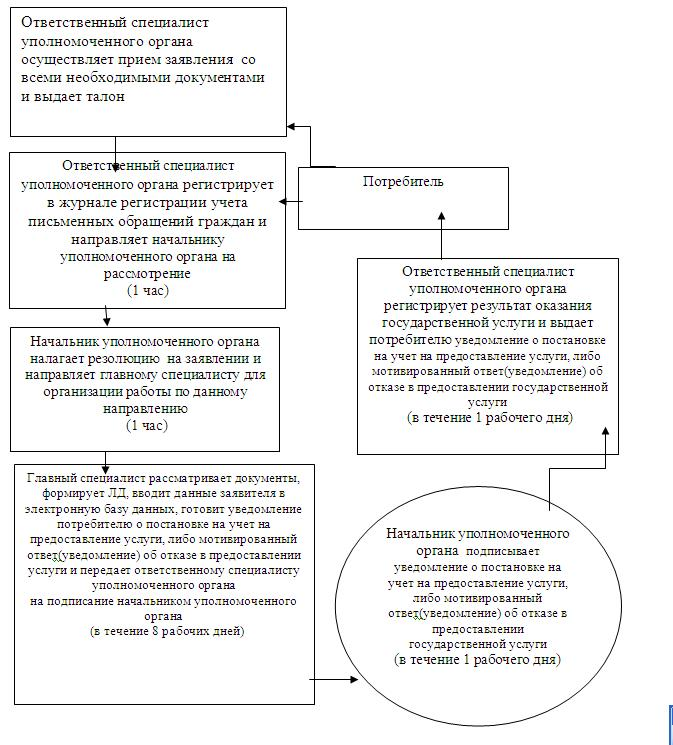 Ответственный специалист
уполномоченного органа
осуществляет прием заявления со
всеми необходимыми документами
и выдает талон
Ответственный специалист
уполномоченного органа регистрирует
в журнале регистрации учета
письменных обращений граждан и
направляет начальнику
уполномоченного органа на
рассмотрение
(1 час)
Потребитель
Начальник уполномоченного органа
налагает резолюцию на заявлении и
направляет главному специалисту для
организации работы по данному
направлению
(1 час)
Главный специалист рассматривает документы,
формирует ЛД, вводит данные заявителя в
электронную базу данных, готовит уведомление
потребителю о постановке на учет на
предоставление услуги, либо мотивированный
ответ(уведомление) об отказе в предоставлении
услуги и передает ответственному специалисту
уполномоченного органа
на подписание начальником уполномоченного
органа
(в течение 8 рабочих дней)
Начальник уполномоченного
органа подписывает
уведомление о постановке на
учет на предоставление услуги,
либо мотивированный
ответ(уведомление) об отказе в
предоставлении
государственной услуги
(в течение 1 рабочего дня)
Ответственный специалист
уполномоченного органа
регистрирует результат оказания
государственной услуги и выдает
потребителю уведомление о постановке
на учет на предоставление услуги, либо
мотивированный ответ(уведомление) об
отказе в предоставлении государственной
услуги
(в течение 1 рабочего дня)